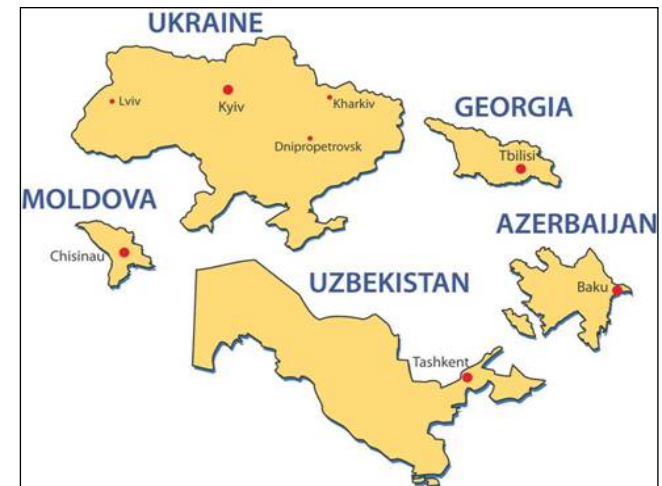 UKRAINE
Lviv
Kyiv
Kharkiv
Dnipropetrovsk
GEORGIA
Tbilisi
MOLDOVA
Chisinau
AZERBAIJAN
Baku
UZBEKISTAN
Tashkent